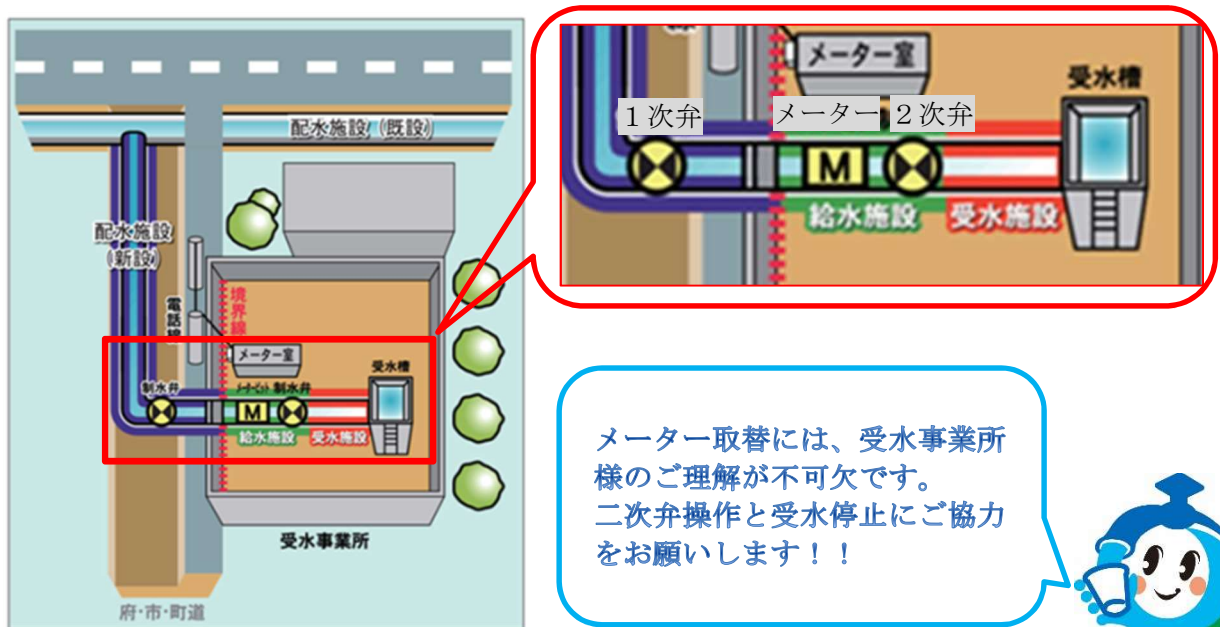 配水施設 (既設)
配水施設
(新設)
電話線
境界線
メーター室
受水槽
制水弁
メーターピット
制水弁
M
給水施設
受水施設
受水事業所
府・市・町道
メーター室
受水槽
1次弁
メーター
2次弁
M
給水施設
受水施設
メーター取替には、受水事業所
様のご理解が不可欠です。
二次弁操作と受水停止にご協力
をお願いします！！